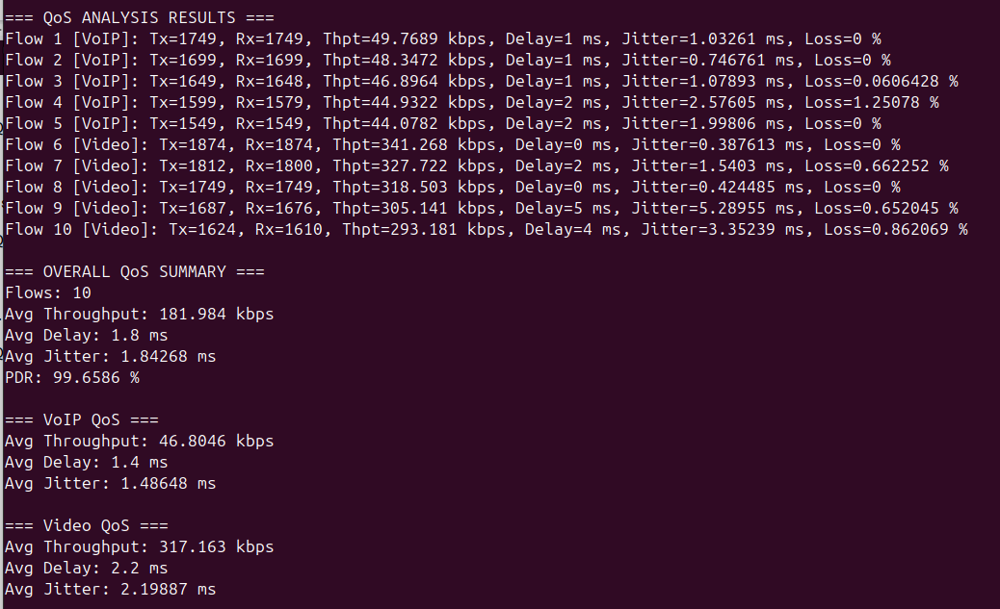 === QoS ANALYSIS RESULTS ===
Flow 1 [VoIP]: Tx=1749, Rx=1749, Thpt=49.7689 kbps, Delay=1 ms, Jitter=1.03261 ms, Loss=0 %
Flow 2 [VoIP]: Tx=1699, Rx=1699, Thpt=48.3472 kbps, Delay=1 ms, Jitter=0.746761 ms, Loss=0 %
Flow 3 [VoIP]: Tx=1649, Rx=1648, Thpt=46.8964 kbps, Delay=1 ms, Jitter=1.07893 ms, Loss=0.0606428 %
Flow 4 [VoIP]: Tx=1599, Rx=1579, Thpt=44.9322 kbps, Delay=2 ms, Jitter=2.57605 ms, Loss=1.25078 %
Flow 5 [VoIP]: Tx=1549, Rx=1549, Thpt=44.0782 kbps, Delay=2 ms, Jitter=1.99806 ms, Loss=0 %
Flow 6 [Video]: Tx=1874, Rx=1874, Thpt=341.268 kbps, Delay=0 ms, Jitter=0.387613 ms, Loss=0 %
Flow 7 [Video]: Tx=1812, Rx=1800, Thpt=327.722 kbps, Delay=2 ms, Jitter=1.5403 ms, Loss=0.662252 %
Flow 8 [Video]: Tx=1749, Rx=1749, Thpt=318.503 kbps, Delay=0 ms, Jitter=0.424485 ms, Loss=0 %
Flow 9 [Video]: Tx=1687, Rx=1676, Thpt=305.141 kbps, Delay=5 ms, Jitter=5.28955 ms, Loss=0.652045 %
Flow 10 [Video]: Tx=1624, Rx=1610, Thpt=293.181 kbps, Delay=4 ms, Jitter=3.35239 ms, Loss=0.862069 %
=== OVERALL QoS SUMMARY ===
Flows: 10
Avg Throughput: 181.984 kbps
Avg Delay: 1.8 ms
Avg Jitter: 1.84268 ms
PDR: 99.6586 %
=== VoIP QoS ===
Avg Throughput: 46.8046 kbps
Avg Delay: 1.4 ms
Avg Jitter: 1.48648 ms
=== Video QoS ===
Avg Throughput: 317.163 kbps
Avg Delay: 2.2 ms
Avg Jitter: 2.19887 ms